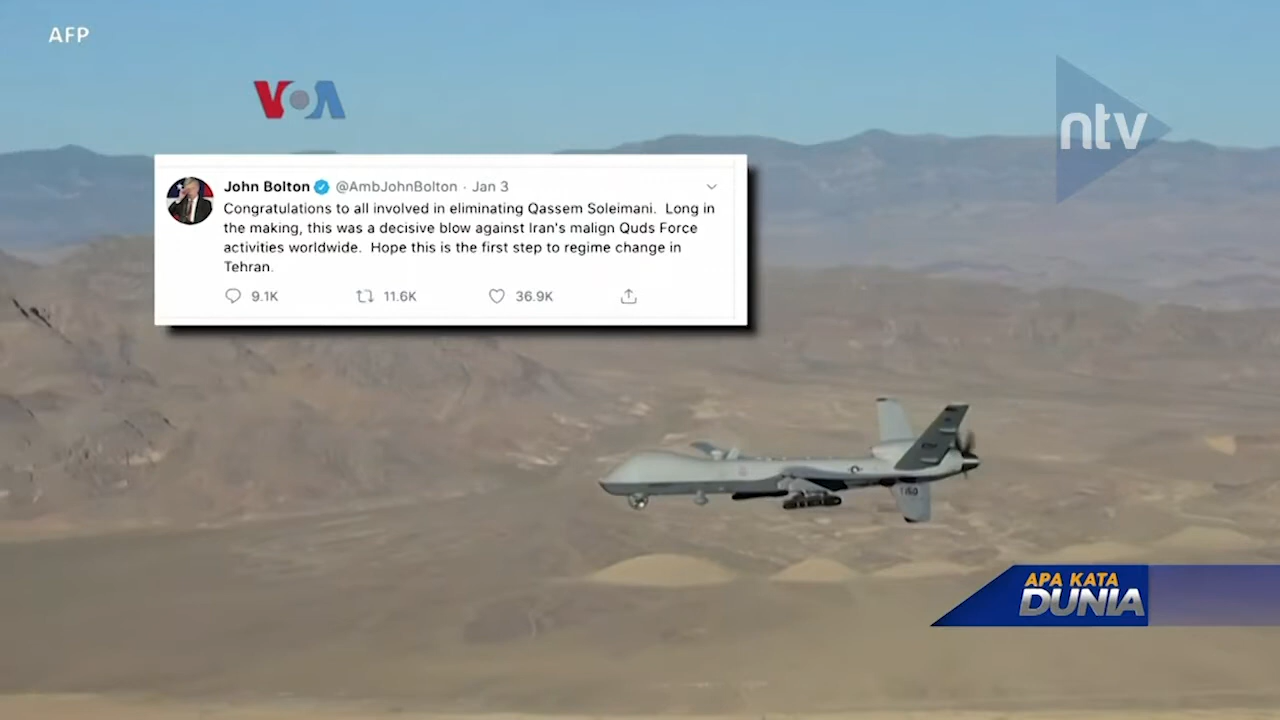 AFP
VOA
ntv
John Bolton @AmbJohnBolton · Jan 3
Congratulations to all involved in eliminating Qassem Soleimani. Long in
the making, this was a decisive blow against Iran's malign Quds Force
activities worldwide. Hope this is the first step to regime change in
Tehran.
9.1K 11.6K 36.9K
APA KATA
DUNIA